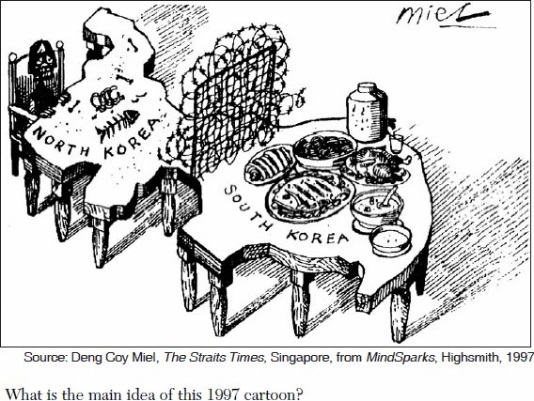 miel
NORTH KOREA
SOUTH KOREA
Source: Deng Coy Miel, The Straits Times, Singapore, from MindSparks, Highsmith, 1997
What is the main idea of this 1997 cartoon?